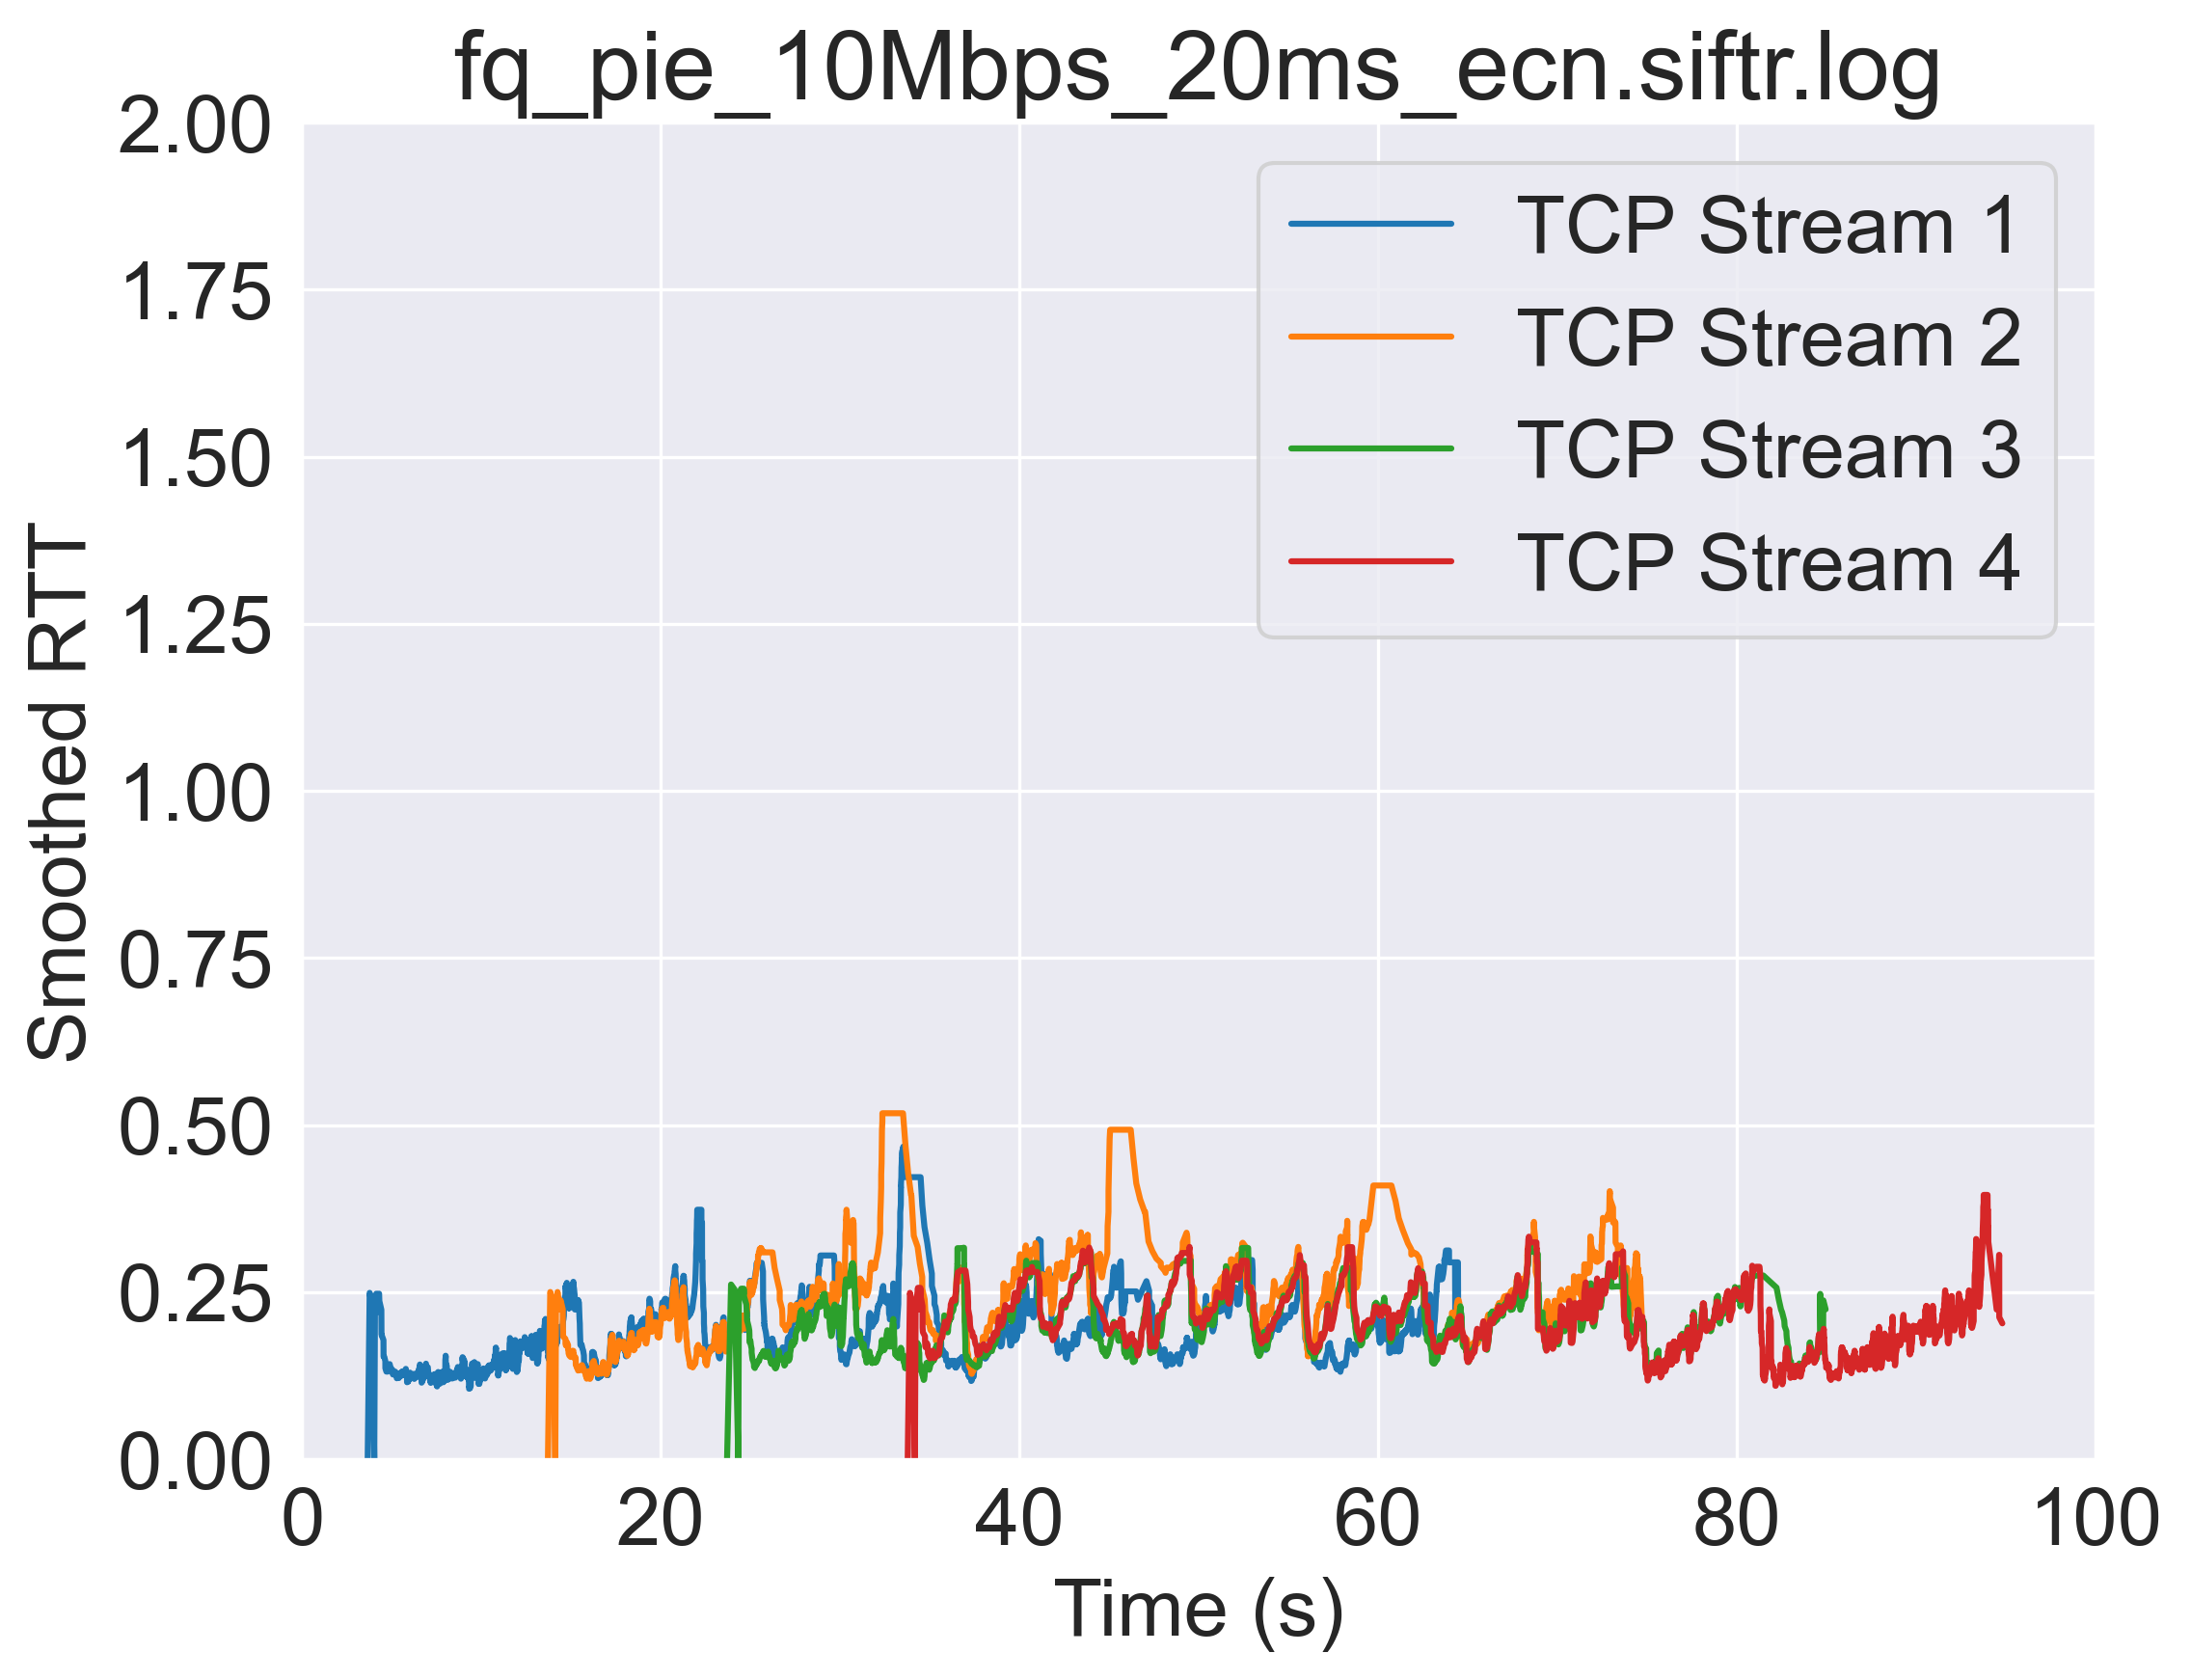 fq_pie_10Mbps_20ms_ecn.siftr.log
2.00
1.75
1.50
1.25
1.00
0.75
0.50
0.25
0.00
Smoothed RTT
TCP Stream 1
TCP Stream 2
TCP Stream 3
TCP Stream 4
0 20 40 60 80 100
Time (s)